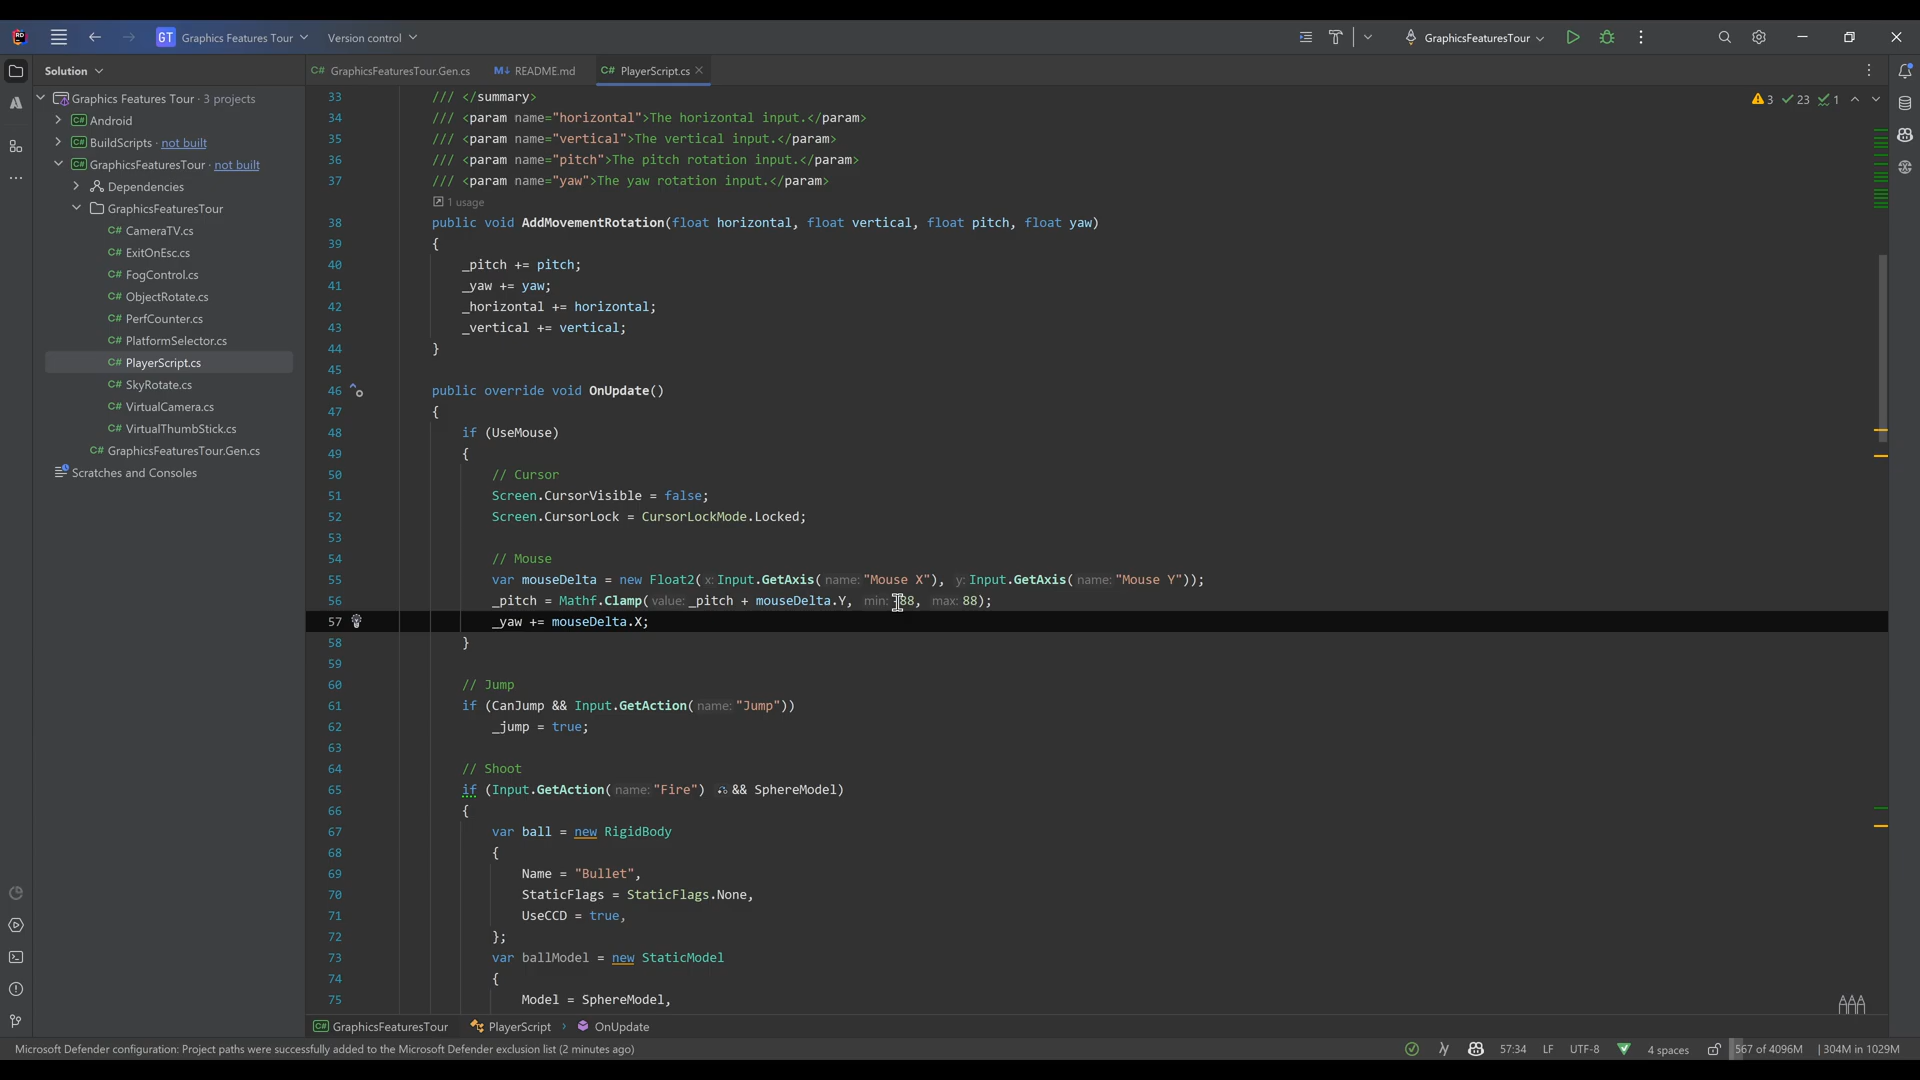 GT Graphics Features Tour Version control GraphicsFeaturesTour
Solution
Graphics Features Tour · 3 projects
C# Android
C# BuildScripts · not built
C# GraphicsFeaturesTour · not built
Dependencies
GraphicsFeaturesTour
C# CameraTV.cs
C# ExitOnEsc.cs
C# FogControl.cs
C# ObjectRotate.cs
C# PerfCounter.cs
C# PlatformSelector.cs
C# PlayerScript.cs
C# SkyRotate.cs
C# VirtualCamera.cs
C# VirtualThumbStick.cs
C# GraphicsFeaturesTour.Gen.cs
Scratches and Consoles
C# GraphicsFeaturesTour.Gen.cs M↓ README.md C# PlayerScript.cs
3 23 1
33 /// </summary>
34 /// <param name="horizontal">The horizontal input.</param>
35 /// <param name="vertical">The vertical input.</param>
36 /// <param name="pitch">The pitch rotation input.</param>
37 /// <param name="yaw">The yaw rotation input.</param>
1 usage
38 public void AddMovementRotation(float horizontal, float vertical, float pitch, float yaw)
39 {
40 _pitch += pitch;
41 _yaw += yaw;
42 _horizontal += horizontal;
43 _vertical += vertical;
44 }
45
46 public override void OnUpdate()
47 {
48 if (UseMouse)
49 {
50 // Cursor
51 Screen.CursorVisible = false;
52 Screen.CursorLock = CursorLockMode.Locked;
53
54 // Mouse
55 var mouseDelta = new Float2( x: Input.GetAxis( name: "Mouse X"), y: Input.GetAxis( name: "Mouse Y"));
56 _pitch = Mathf.Clamp( value: _pitch + mouseDelta.Y, min: -88, max: 88);
57 _yaw += mouseDelta.X;
58 }
59
60 // Jump
61 if (CanJump && Input.GetAction( name: "Jump"))
62 _jump = true;
63
64 // Shoot
65 if (Input.GetAction( name: "Fire") && SphereModel)
66 {
67 var ball = new RigidBody
68 {
69 Name = "Bullet",
70 StaticFlags = StaticFlags.None,
71 UseCCD = true,
72 };
73 var ballModel = new StaticModel
74 {
75 Model = SphereModel,
C# GraphicsFeaturesTour PlayerScript › OnUpdate
Microsoft Defender configuration: Project paths were successfully added to the Microsoft Defender exclusion list (2 minutes ago) 57:34 LF UTF-8 4 spaces 567 of 4096M | 304M in 1029M